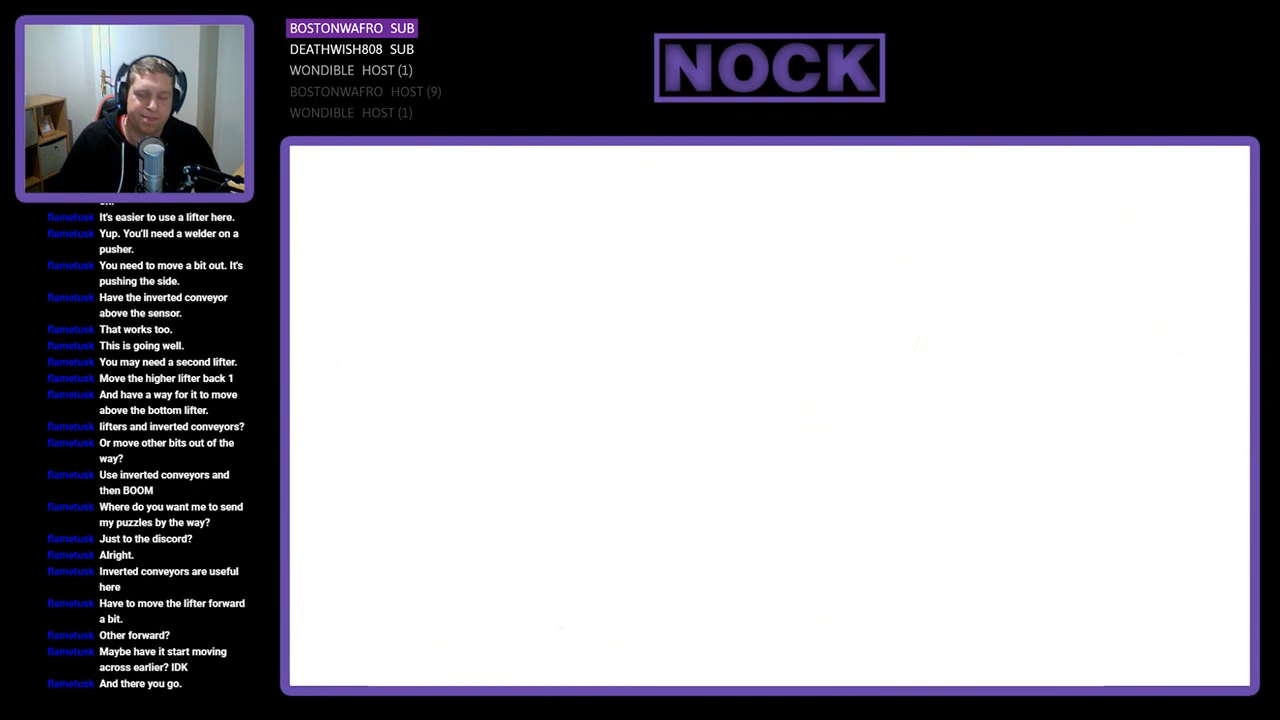 BOSTONWAFRO SUB
DEATHWISH808 SUB
WONDIBLE HOST (1)
BOSTONWAFRO HOST (9)
WONDIBLE HOST (1)
NOCK
flametusk It's easier to use a lifter here.
flametusk Yup. You'll need a welder on a
pusher.
flametusk You need to move a bit out. It's
pushing the side.
flametusk Have the inverted conveyor
above the sensor.
flametusk That works too.
flametusk This is going well.
flametusk You may need a second lifter.
flametusk Move the higher lifter back 1
flametusk And have a way for it to move
above the bottom lifter.
flametusk lifters and inverted conveyors?
flametusk Or move other bits out of the
way?
flametusk Use inverted conveyors and
then BOOM
flametusk Where do you want me to send
my puzzles by the way?
flametusk Just to the discord?
flametusk Alright.
flametusk Inverted conveyors are useful
here
flametusk Have to move the lifter forward
a bit.
flametusk Other forward?
flametusk Maybe have it start moving
across earlier? IDK
flametusk And there you go.